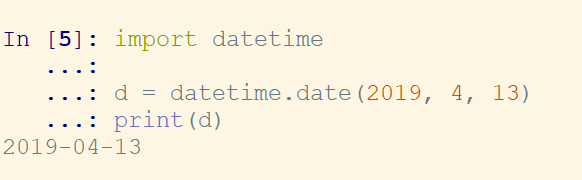 In [5]: import datetime
   ...:
   ...: d = datetime.date(2019, 4, 13)
   ...: print(d)
2019-04-13